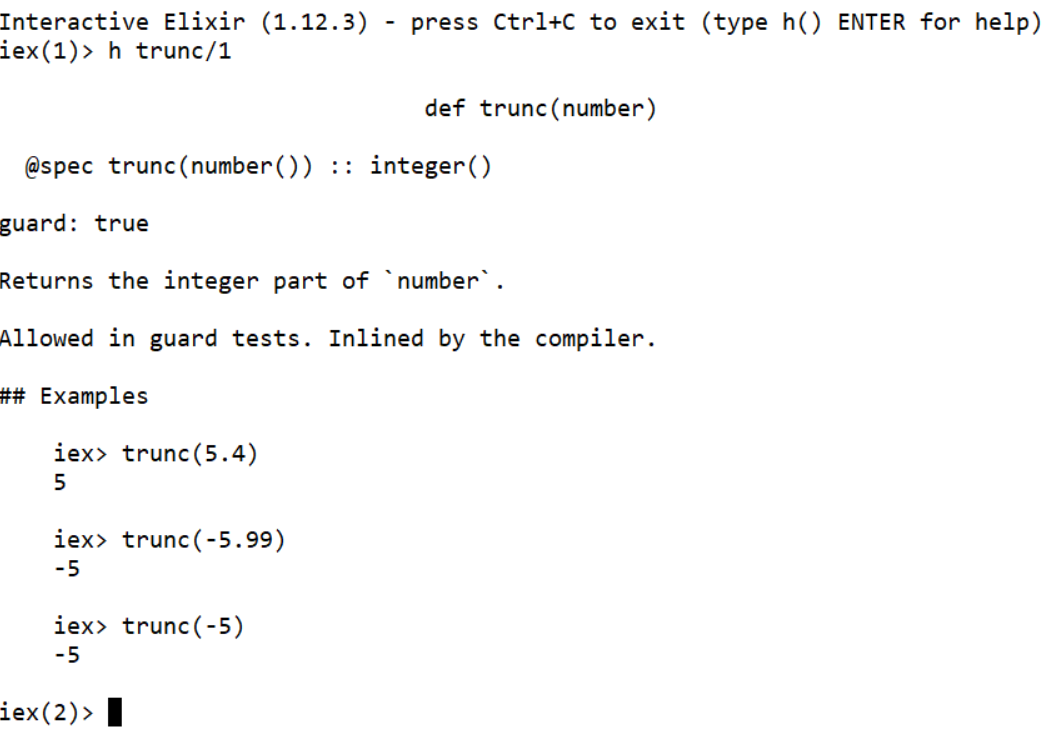 Interactive Elixir (1.12.3) - press Ctrl+C to exit (type h() ENTER for help)
iex(1)> h trunc/1
def trunc(number)
@spec trunc(number()) :: integer()
guard: true
Returns the integer part of `number`.
Allowed in guard tests. Inlined by the compiler.
## Examples
iex> trunc(5.4)
5
iex> trunc(-5.99)
-5
iex> trunc(-5)
-5
iex(2)>